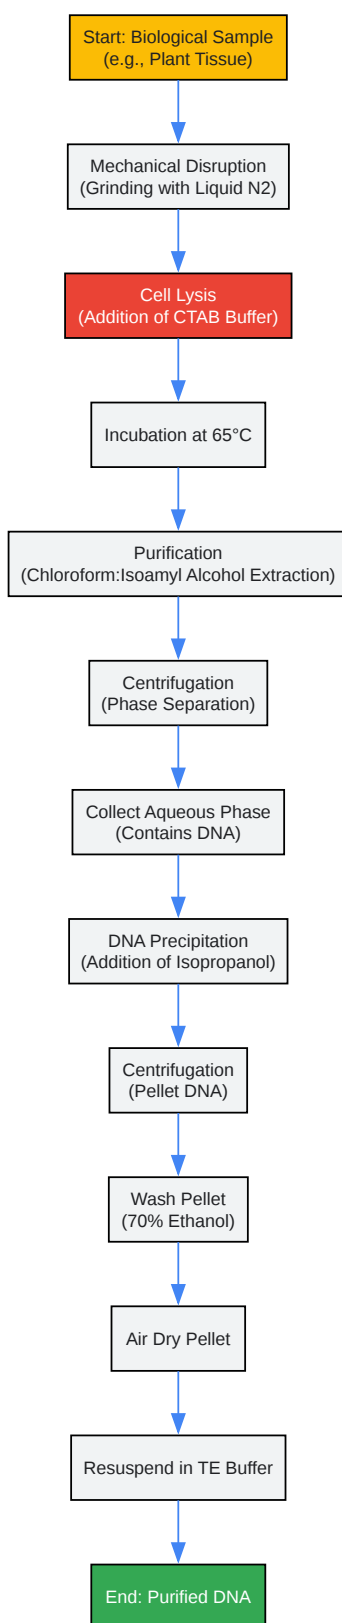 Start: Biological Sample
(e.g., Plant Tissue)
Mechanical Disruption
(Grinding with Liquid N2)
Cell Lysis
(Addition of CTAB Buffer)
Incubation at 65°C
Purification
(Chloroform:Isoamyl Alcohol Extraction)
Centrifugation
(Phase Separation)
Collect Aqueous Phase
(Contains DNA)
DNA Precipitation
(Addition of Isopropanol)
Centrifugation
(Pellet DNA)
Wash Pellet
(70% Ethanol)
Air Dry Pellet
Resuspend in TE Buffer
End: Purified DNA